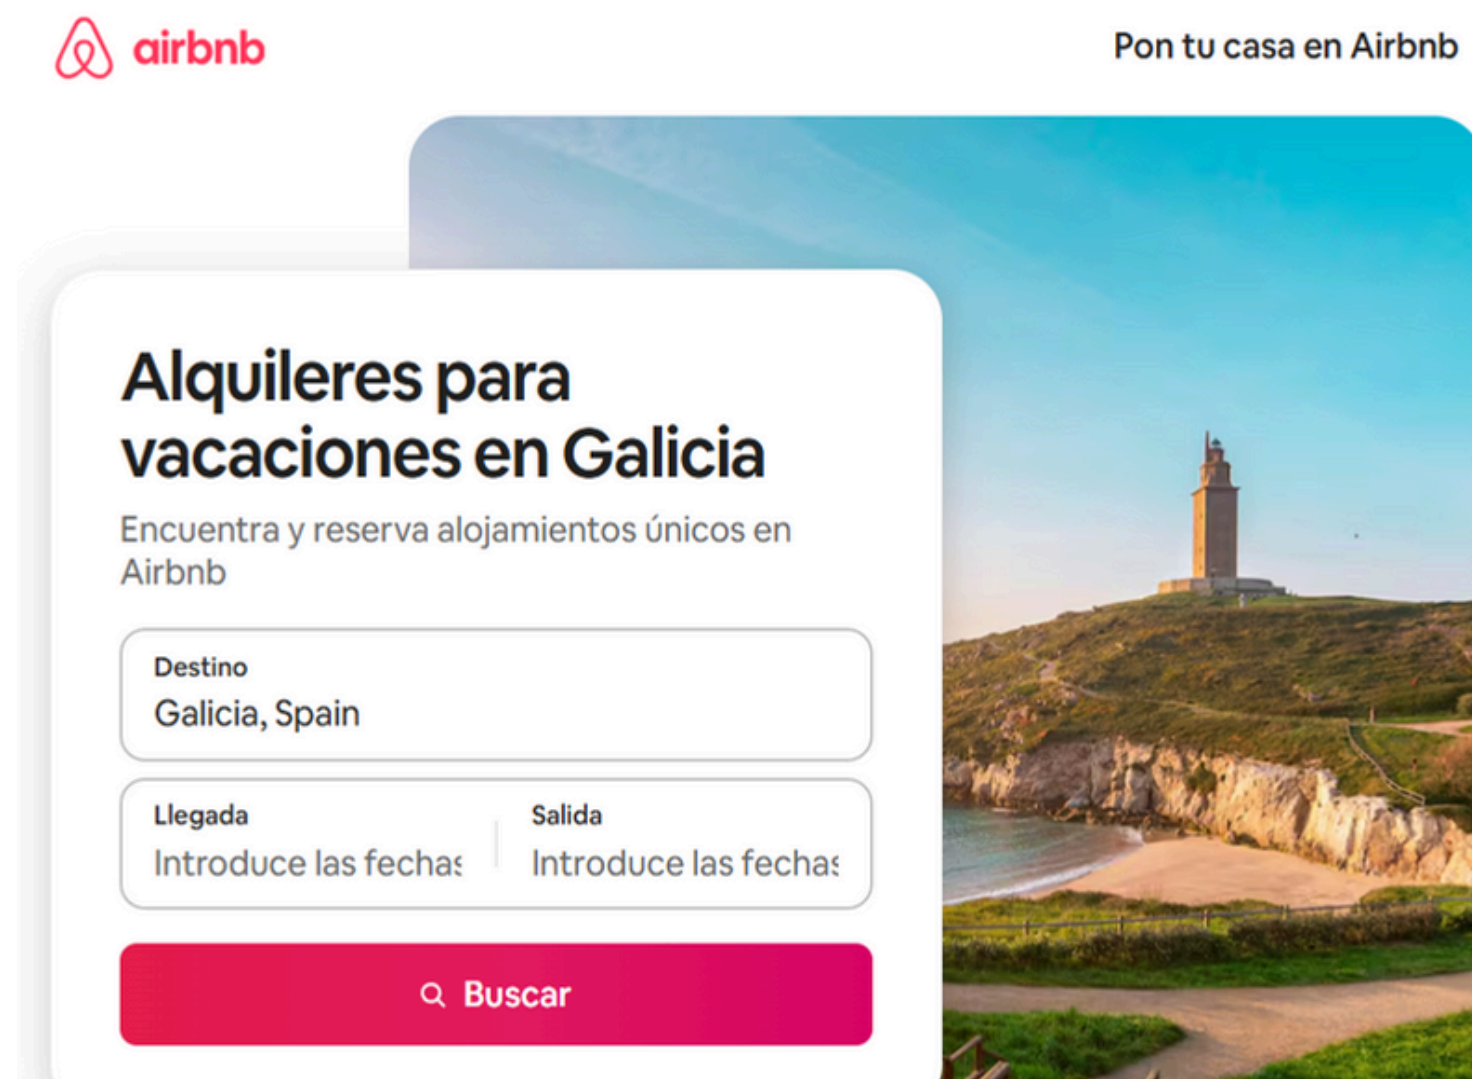 airbnb
Pon tu casa en Airbnb
Alquileres para
vacaciones en Galicia
Encuentra y reserva alojamientos únicos en
Airbnb
Destino
Galicia, Spain
Llegada
Salida
Introduce las fechas
Introduce las fechas
Buscar